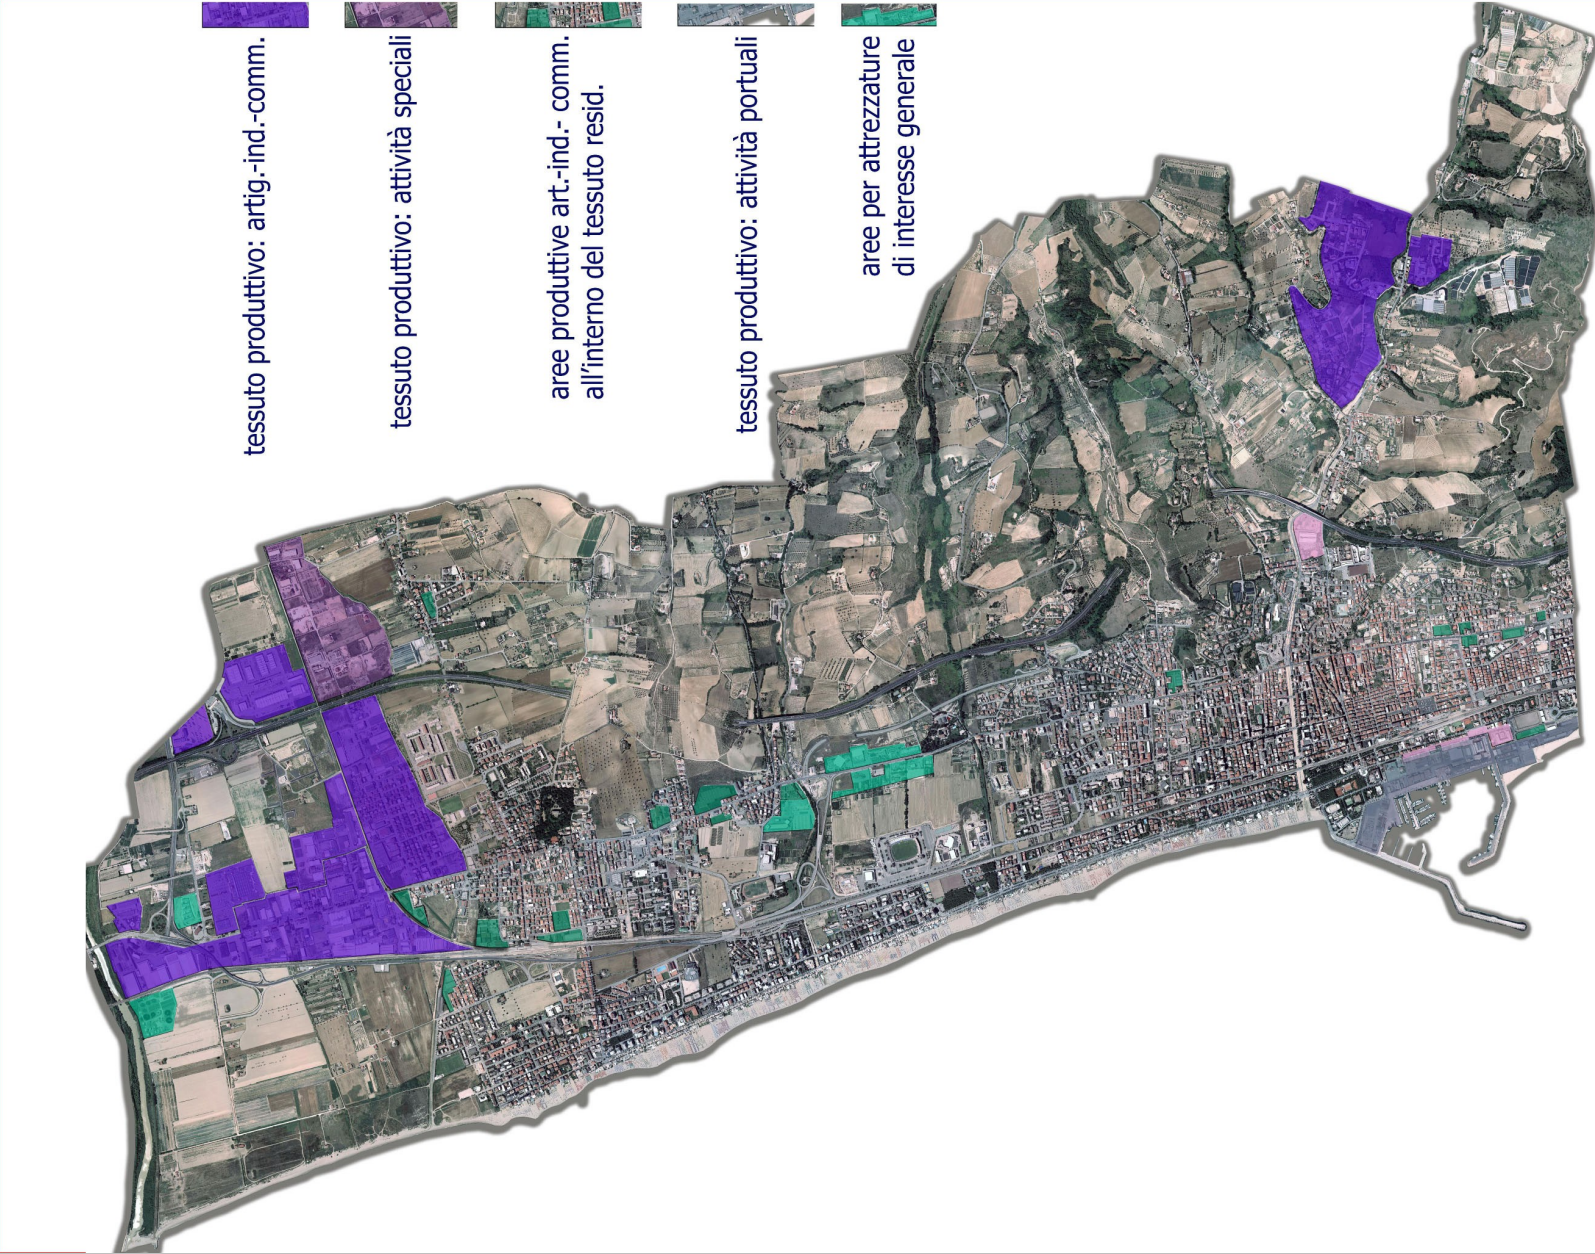 tessuto produttivo: artig.-ind.-comm.
tessuto produttivo: attività speciali
aree produttive art.-ind.- comm.
all'interno del tessuto resid.
tessuto produttivo: attività portuali
aree per attrezzature
di interesse generale